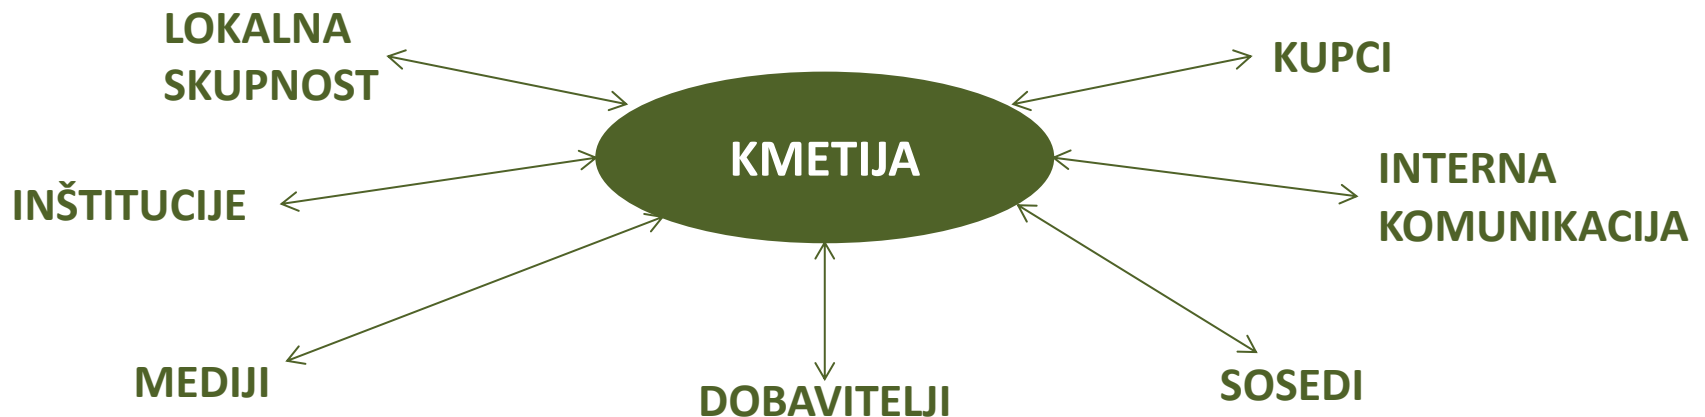 LOKALNA
SKUPNOST
KUPCI
KMETIJA
INŠTITUCIJE
INTERNA
KOMUNIKACIJA
MEDIJI
DOBAVITELJI
SOSEDI